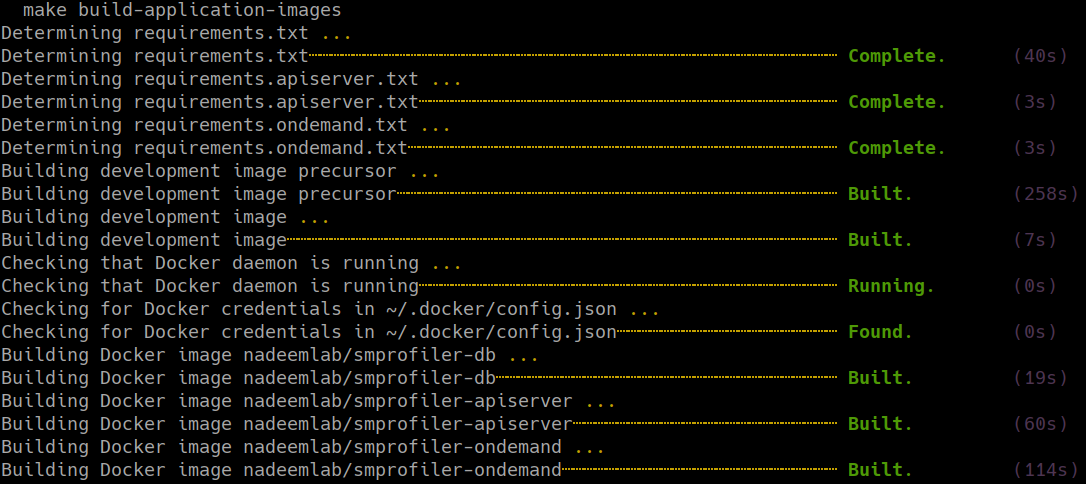 make build-application-images
Determining requirements.txt ...
Determining requirements.txt Complete. (40s)
Determining requirements.apiserver.txt ...
Determining requirements.apiserver.txt Complete. (3s)
Determining requirements.ondemand.txt ...
Determining requirements.ondemand.txt Complete. (3s)
Building development image precursor ...
Building development image precursor Built. (258s)
Building development image ...
Building development image Built. (7s)
Checking that Docker daemon is running ...
Checking that Docker daemon is running Running. (0s)
Checking for Docker credentials in ~/.docker/config.json ...
Checking for Docker credentials in ~/.docker/config.json Found. (0s)
Building Docker image nadeemlab/smprofiler-db ...
Building Docker image nadeemlab/smprofiler-db Built. (19s)
Building Docker image nadeemlab/smprofiler-apiserver ...
Building Docker image nadeemlab/smprofiler-apiserver Built. (60s)
Building Docker image nadeemlab/smprofiler-ondemand ...
Building Docker image nadeemlab/smprofiler-ondemand Built. (114s)